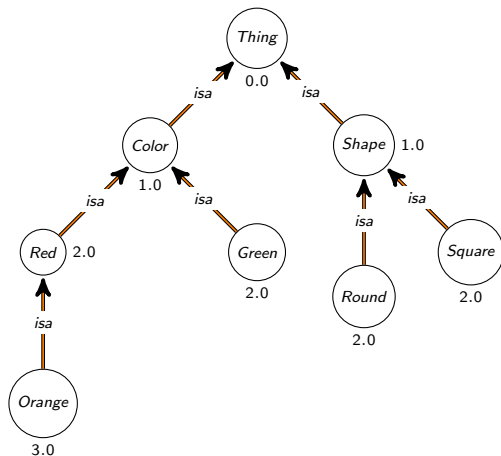 Thing
0.0
isa
isa
Color
1.0
Shape
1.0
isa
isa
isa
isa
Red
2.0
Green
2.0
Round
2.0
Square
2.0
isa
Orange
3.0